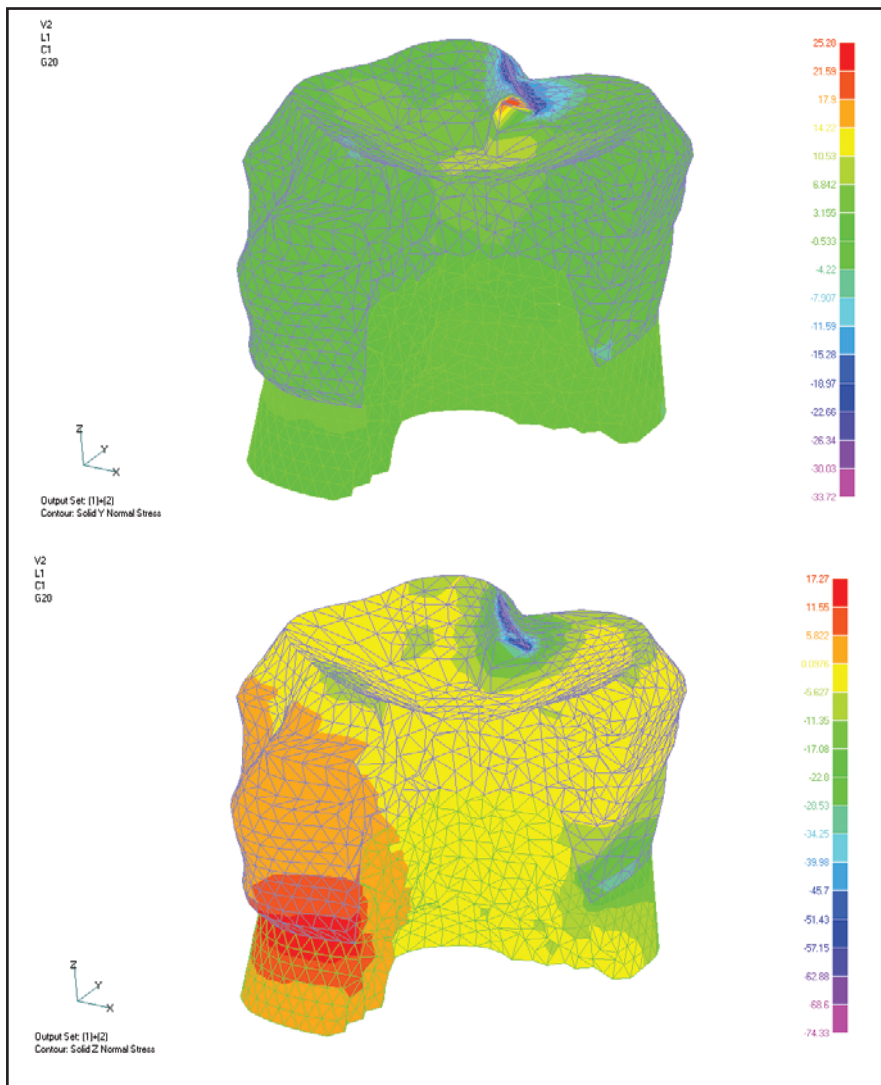 V2
L1
C1
G20
25.28
21.59
17.9
14.22
10.53
6.842
3.155
-0.533
-4.22
-7.907
-11.59
-15.28
-18.97
-22.66
-26.34
-30.03
-33.72
Z
Y
X
Output Set: (1)+(2)
Contour: Solid Y Normal Stress
V2
L1
C1
G20
17.27
11.55
5.822
0.0976
-5.627
-11.35
-17.08
-22.8
-28.53
-34.25
-39.98
-45.7
-51.43
-57.15
-62.88
-68.6
-74.33
Z
Y
X
Output Set: (1)+(2)
Contour: Solid Z Normal Stress